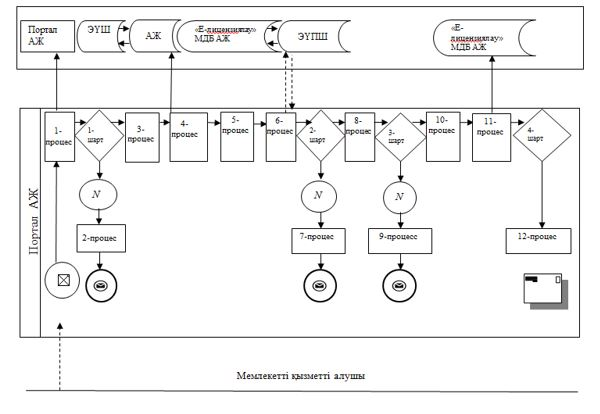 Портал
АЖ
ЭҮШ
АЖ
«Е-лицензиялау»
МДБ АЖ
ЭҮПШ
«Е-
лицензиялау»
МДБ АЖ
1-
процес
1-
шарт
3-
процес
4-
процес
5-
процес
6-
процес
2-
шарт
8-
процес
3-
шарт
10-
процес
11-
процес
4-
шарт
N
N
N
2-процес
7-процес
9-процесс
12-процес
Портал АЖ
Мемлекетті қызметті алушы